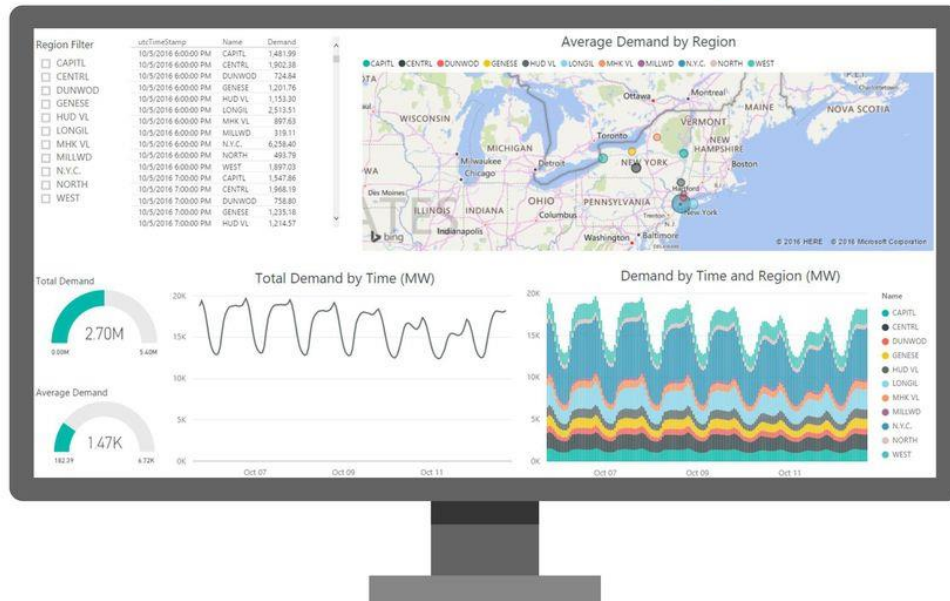 Region Filter
CAPITL
CENTRL
DUNWOD
GENESE
HUD VL
LONGIL
MHK VL
MILLWD
N.Y.C.
NORTH
WEST
utcTimeStamp Name Demand
10/5/2016 6:00:00 PM CAPITL 1,481.99
10/5/2016 6:00:00 PM CENTRL 1,902.38
10/5/2016 6:00:00 PM DUNWOD 724.84
10/5/2016 6:00:00 PM GENESE 1,201.76
10/5/2016 6:00:00 PM HUD VL 1,153.30
10/5/2016 6:00:00 PM LONGIL 2,513.51
10/5/2016 6:00:00 PM MHK VL 897.63
10/5/2016 6:00:00 PM MILLWD 319.11
10/5/2016 6:00:00 PM N.Y.C. 6,258.40
10/5/2016 6:00:00 PM NORTH 493.79
10/5/2016 6:00:00 PM WEST 1,897.03
10/5/2016 7:00:00 PM CAPITL 1,547.86
10/5/2016 7:00:00 PM CENTRL 1,968.19
10/5/2016 7:00:00 PM DUNWOD 758.80
10/5/2016 7:00:00 PM GENESE 1,235.18
10/5/2016 7:00:00 PM HUD VL 1,214.57
Average Demand by Region
CAPITL CENTRL DUNWOD GENESE HUD VL LONGIL MHK VL MILLWD N.Y.C. NORTH WEST
OTA
Ottawa Montreal
MAINE
NOVA SCOTIA
WISCONSIN
VERMONT
Toronto
NEW HAMPSHIRE
MICHIGAN
Milwaukee
Detroit
NEW YORK
Boston
Chicago
WA
Hartford
Des Moines
PENNSYLVANIA
New York
ILLINOIS INDIANA OHIO
Columbus
Trenton
ATES
Indianapolis
Washington Baltimore
bing
© 2016 HERE © 2016 Microsoft Corporation
Total Demand
2.70M
0.00M 5.40M
Average Demand
1.47K
182.39 6.72K
Total Demand by Time (MW)
20K
15K
10K
5K
0K
Oct 07 Oct 09 Oct 11
Demand by Time and Region (MW)
20K
15K
10K
5K
0K
Oct 07 Oct 09 Oct 11
Name
CAPITL
CENTRL
DUNWOD
GENESE
HUD VL
LONGIL
MHK VL
MILLWD
N.Y.C.
NORTH
WEST